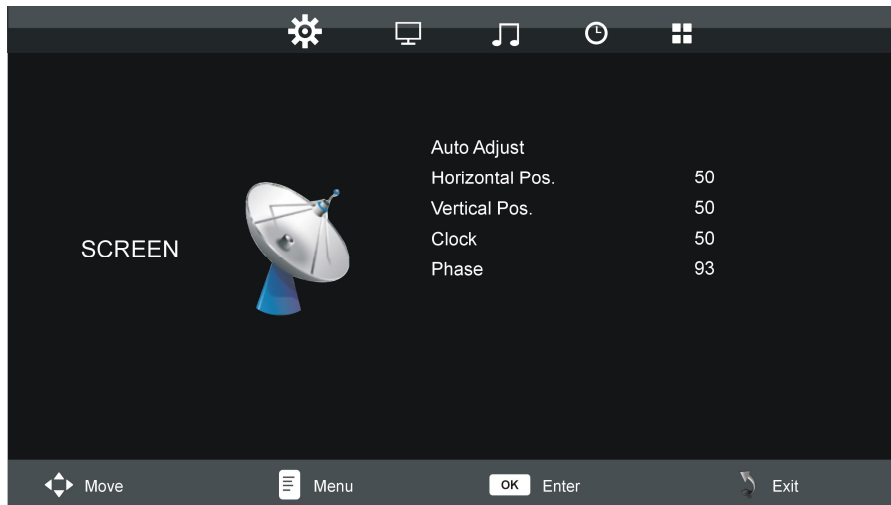 SCREEN
Auto Adjust
Horizontal Pos. 50
Vertical Pos. 50
Clock 50
Phase 93
Move Menu OK Enter Exit